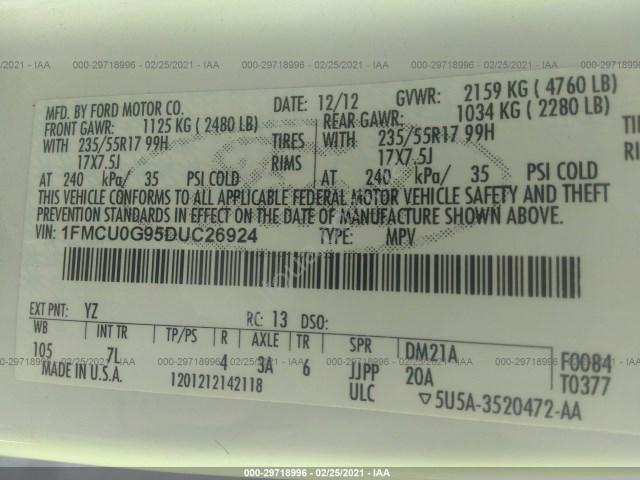 000-29718996 - 02/25/2021 - IAA
MFD. BY FORD MOTOR CO. DATE: 12/12 GVWR: 2159 KG ( 4760 LB)
FRONT GAWR: 1125 KG ( 2480 LB) REAR GAWR: 1034 KG ( 2280 LB)
WITH 235/55R17 99H TIRES WITH 235/55R17 99H TIRES
17X7.5J RIMS 17X7.5J RIM
AT 240 kPa/ 35 PSI COLD AT 240 kPa/ 35 PSI COLD
THIS VEHICLE CONFORMS TO ALL APPLICABLE FEDERAL MOTOR VEHICLE SAFETY AND THEFT
PREVENTION STANDARDS IN EFFECT ON THE DATE OF MANUFACTURE SHOWN ABOVE.
VIN: 1FMCU0G95DUC26924 TYPE: MPV
EXT PNT: YZ RC: 13 DSO:
WB INT TR TP/PS R AXLE TR SPR DM21A F0084
105 7L 4 3A 6 JJPP 20A T0377
MADE IN U.S.A. 1201212142118 ULC ▽5U5A-3520472-AA
000-29718996 - 02/25/2021 - IAA